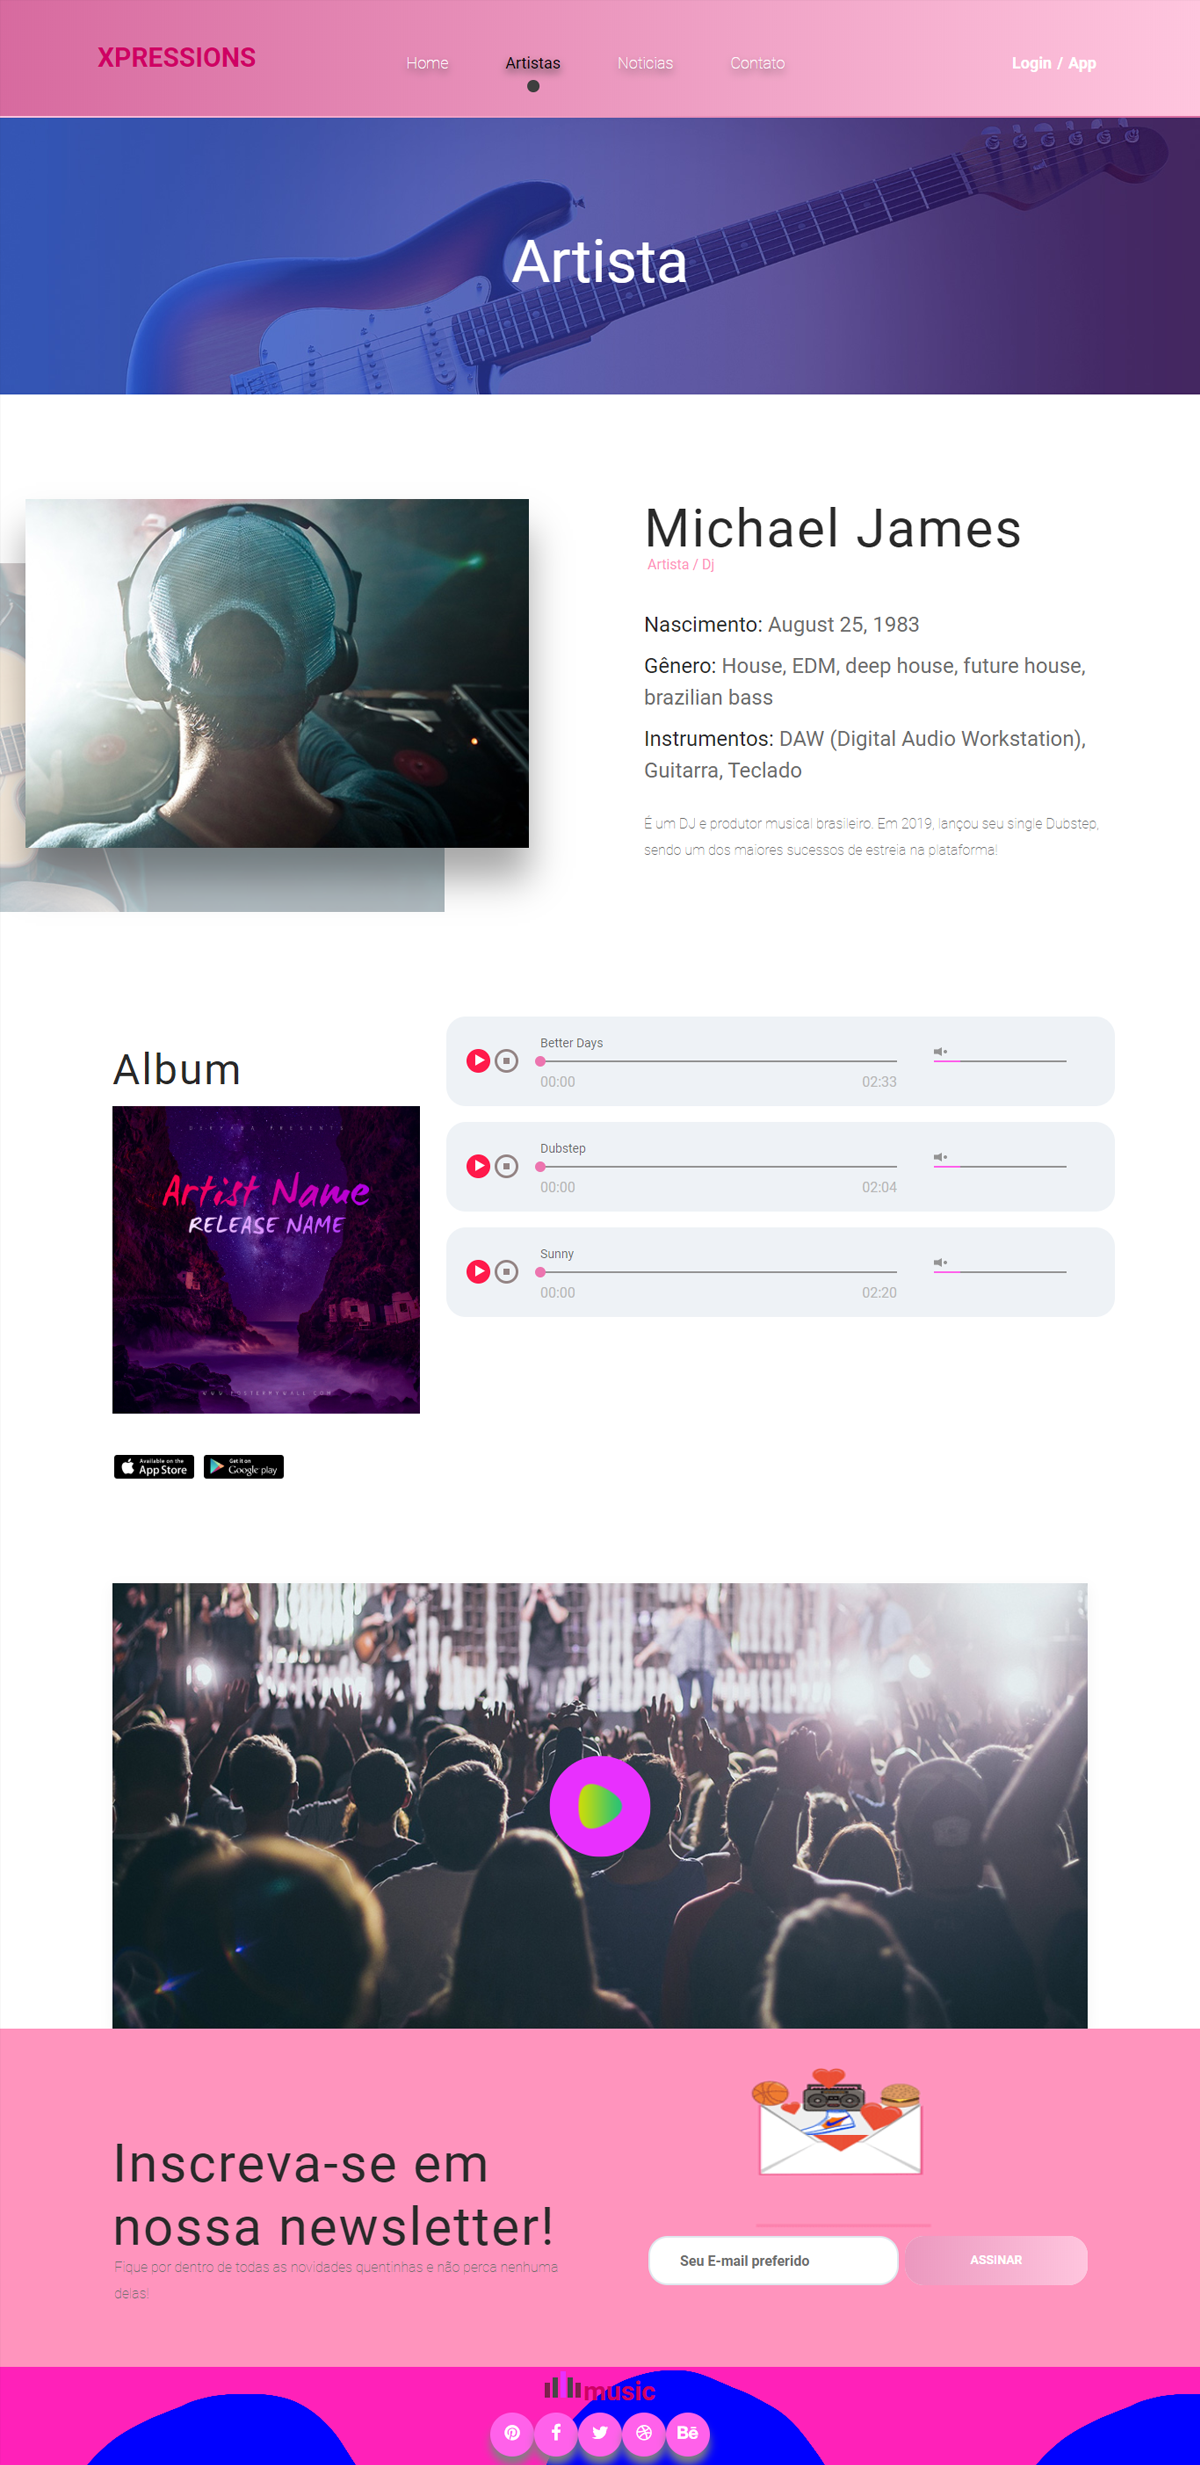 XPRESSIONS
Home
Artistas
Noticias
Contato
Login / App
Artista
Michael James
Artista / Dj
Nascimento: August 25, 1983
Gênero: House, EDM, deep house, future house,
brazilian bass
Instrumentos: DAW (Digital Audio Workstation),
Guitarra, Teclado
É um DJ e produtor musical brasileiro. Em 2019, lançou seu single Dubstep,
sendo um dos maiores sucessos de estreia na plataforma!
Album
PRESENTS
Artist Name
RELEASE NAME
WWW.POSTERMYWALL.COM
Available on the
App Store
Get it on
Google play
Better Days
00:00
02:33
Dubstep
00:00
02:04
Sunny
00:00
02:20
Inscreva-se em
nossa newsletter!
Fique por dentro de todas as novidades quentinhas e não perca nenhuma
delas!
Seu E-mail preferido
ASSINAR
music
Bē